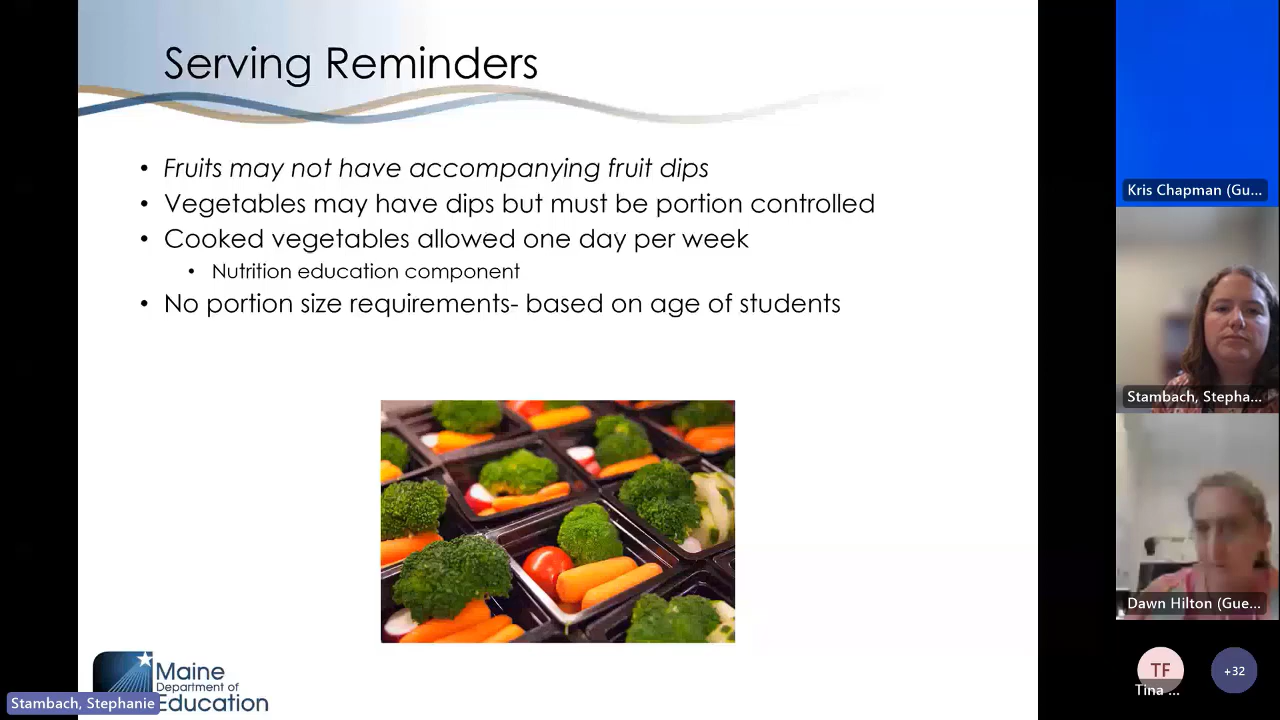 Serving Reminders
• Fruits may not have accompanying fruit dips
• Vegetables may have dips but must be portion controlled
• Cooked vegetables allowed one day per week
• Nutrition education component
• No portion size requirements- based on age of students
Maine
Department of
Education
Stambach, Stephanie
Kris Chapman (Gu...
Stambach, Stepha...
Dawn Hilton (Gue...
TF
Tina ...
+32